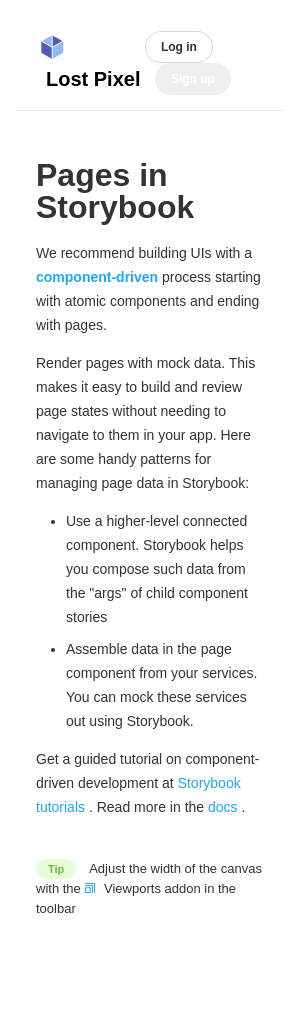 Log in
Lost Pixel
Sign up
Pages in
Storybook
We recommend building UIs with a
component-driven process starting
with atomic components and ending
with pages.
Render pages with mock data. This
makes it easy to build and review
page states without needing to
navigate to them in your app. Here
are some handy patterns for
managing page data in Storybook:
• Use a higher-level connected
component. Storybook helps
you compose such data from
the "args" of child component
stories
• Assemble data in the page
component from your services.
You can mock these services
out using Storybook.
Get a guided tutorial on component-
driven development at Storybook
tutorials . Read more in the docs .
Tip Adjust the width of the canvas
with the Viewports addon in the
toolbar